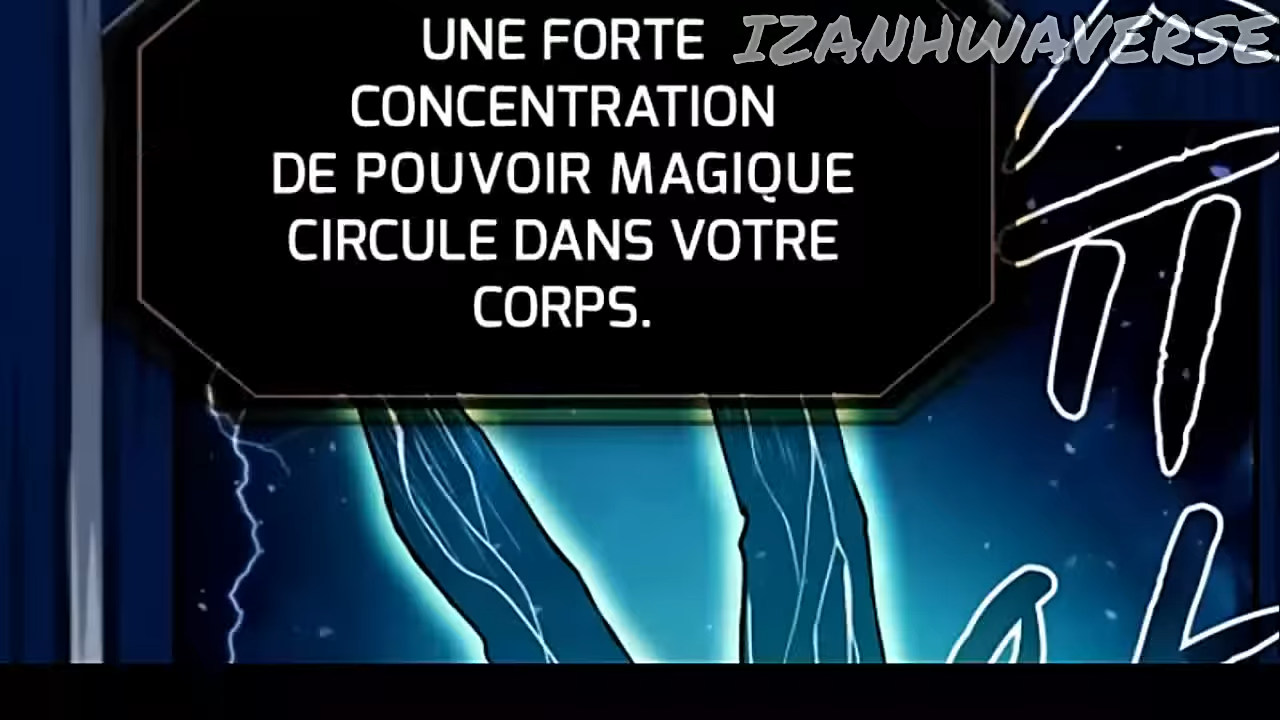 UNE FORTE
IZANHWAVERSE
CONCENTRATION
DE POUVOIR MAGIQUE
CIRCULE DANS VOTRE
CORPS.